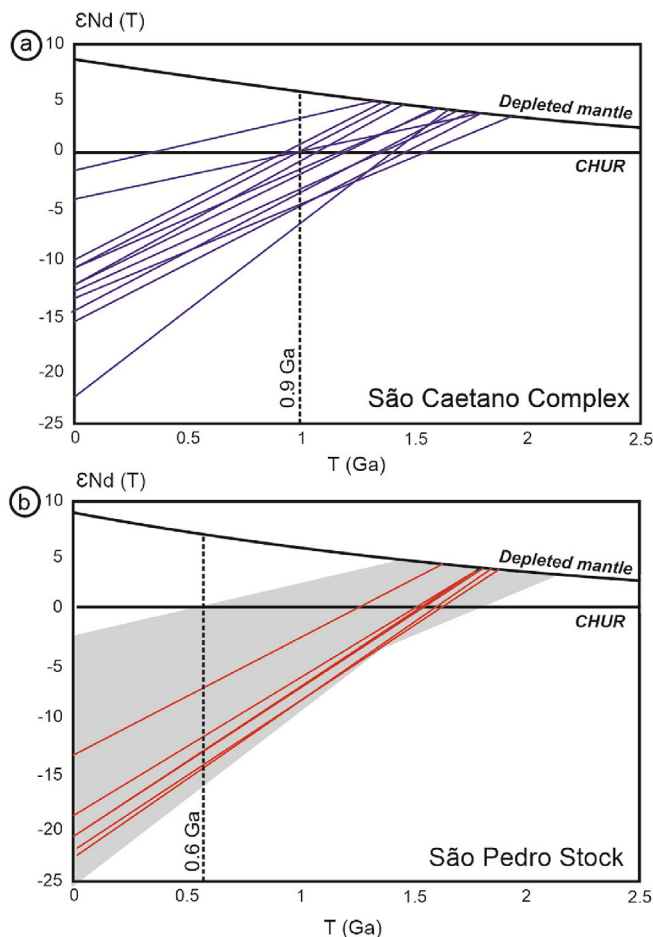 ⓐ
εNd (T)
10
5
0
-5
-10
-15
-20
-25
Depleted mantle
CHUR
0.9 Ga
São Caetano Complex
0
0.5
1
1.5
2
2.5
T (Ga)
ⓑ
εNd (T)
10
5
0
-5
-10
-15
-20
-25
Depleted mantle
CHUR
0.6 Ga
São Pedro Stock
0
0.5
1
1.5
2
2.5
T (Ga)